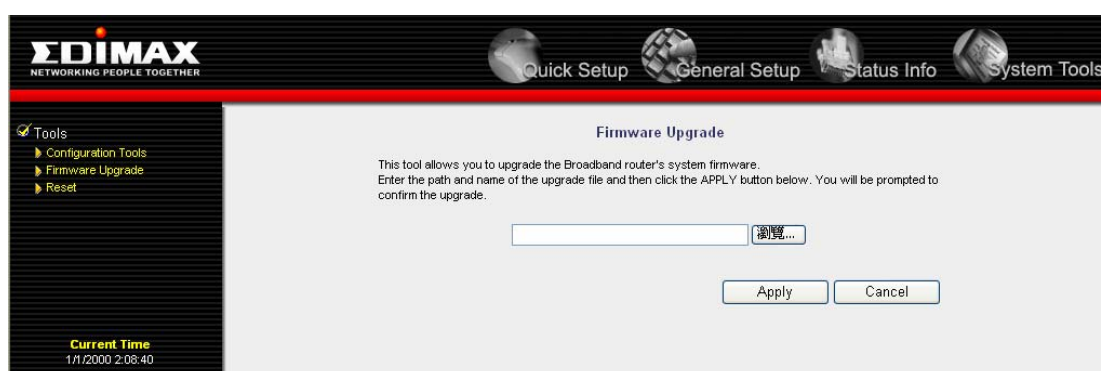 EDIMAX
NETWORKING PEOPLE TOGETHER
Quick Setup
General Setup
Status Info
System Tools
Tools
Configuration Tools
Firmware Upgrade
Reset
Current Time
1/1/2000 2:08:40
Firmware Upgrade
This tool allows you to upgrade the Broadband router's system firmware.
Enter the path and name of the upgrade file and then click the APPLY button below. You will be prompted to
confirm the upgrade.
瀏覽...
Apply
Cancel